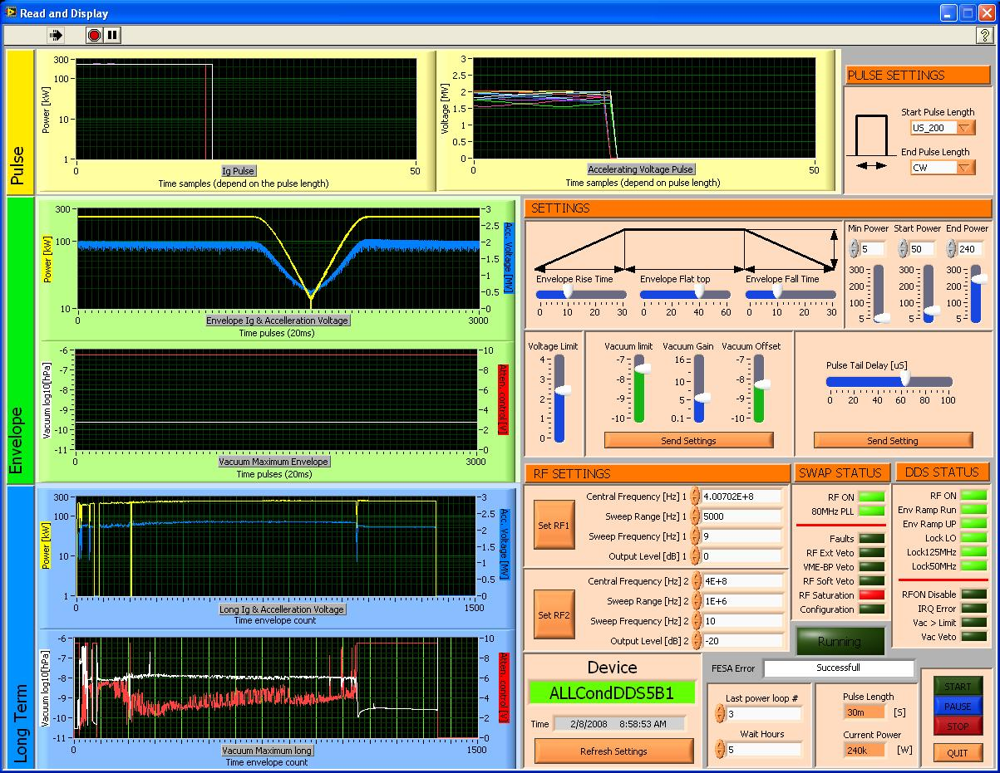 Read and Display
?
Pulse
Power [kW]
300
100
10
1
0
50
Ig Pulse
Time samples (depend on the pulse length)
Voltage [MV]
3
2.5
2
1.5
1
0.5
0
0
50
Accelerating Voltage Pulse
Time samples (depend on pulse length)
PULSE SETTINGS
Start Pulse Length
US_200
End Pulse Length
CW
Envelope
Power [kW]
300
100
10
0
3000
3
2.5
2
1.5
1
0.5
0
Acc. Voltage [MV]
Envelope Ig & Accelleration Voltage
Time pulses (20ms)
Vacuum log10[hPa]
-6
-7
-8
-9
-10
-11
0
3000
10
8
6
4
2
0
Atten. control [V]
Vacuum Maximum Envelope
Time pulses (20ms)
SETTINGS
Envelope Rise Time
0 10 20 30
Envelope Flat top
0 20 40 60
Envelope Fall Time
0 10 20 30
Min Power Start Power End Power
5 50 240
300 300 300
200 200 200
100 100 100
5 5 5
Voltage Limit
4
3
2
1
0
Vacuum limit
-7
-8
-9
-10
Vacuum Gain
16
10
5
0.1
Vacuum Offset
-7
-8
-9
-10
Send Settings
Pulse Tail Delay [uS]
0 20 40 60 80 100
Send Setting
Long Term
Power [kW]
300
100
10
1
0
1500
3
2.5
2
1.5
1
0.5
0
Acc. Voltage [MV]
Long Ig & Accelleration Voltage
Time envelope count
Vacuum log10[hPa]
-6
-7
-8
-9
-10
-11
0
1500
10
8
6
4
2
0
Atten. control [V]
Vacuum Maximum long
Time envelope count
RF SETTINGS
Set RF1
Central Frequency [Hz] 1 4.00702E+8
Sweep Range [Hz] 1 5000
Sweep Frequency [Hz] 1 9
Output Level [dB] 1 0
Set RF2
Central Frequency [Hz] 2 4E+8
Sweep Range [Hz] 2 1E+6
Sweep Frequency [Hz] 2 10
Output Level [dB] 2 -20
SWAP STATUS
RF ON
80MHz PLL
Faults
RF Ext Veto
VME-BP Veto
RF Soft Veto
RF Saturation
Configuration
Running
DDS STATUS
RF ON
Env Ramp Run
Env Ramp UP
Lock LO
Lock125MHz
Lock50MHz
RFON Disable
IRQ Error
Vac > Limit
Vac Veto
Device
ALLCondDDS5B1
Time 2/8/2008 8:58:53 AM
Refresh Settings
FESA Error Successfull
Last power loop #
3
Wait Hours
5
Pulse Length
30m [S]
Current Power
240k [W]
START
PAUSE
STOP
QUIT